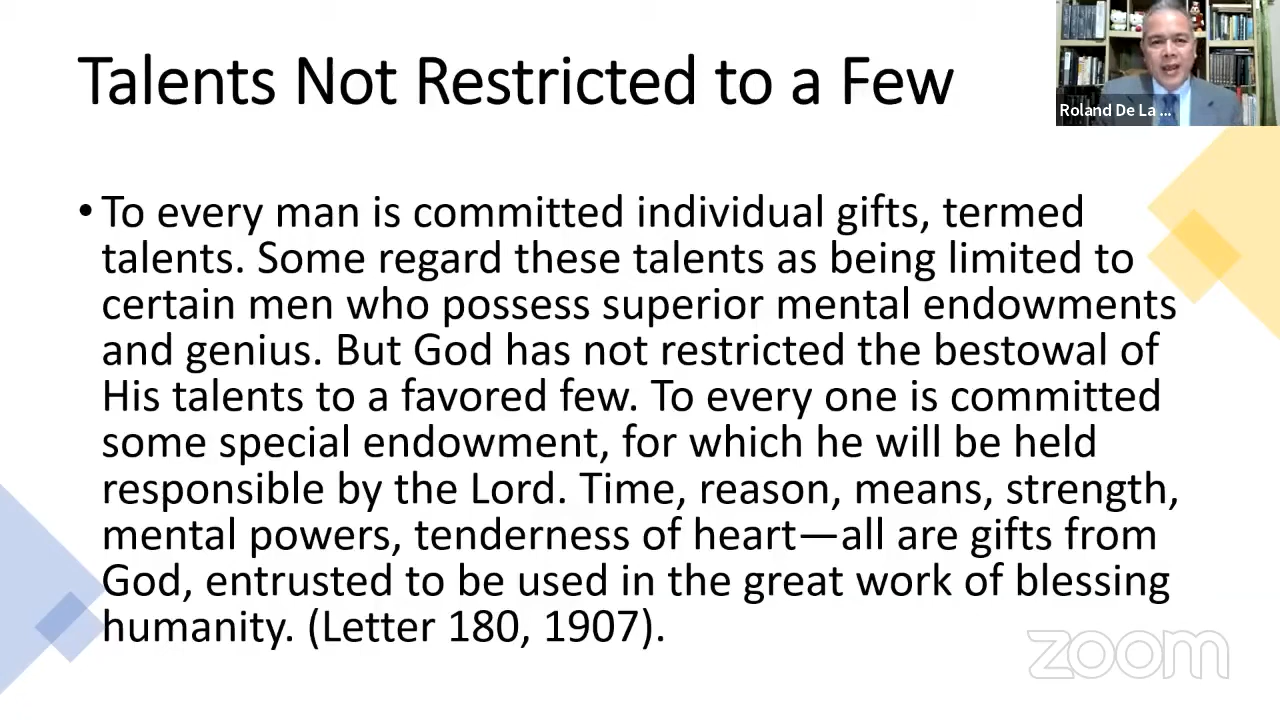 Talents Not Restricted to a Few
Roland De La ...
• To every man is committed individual gifts, termed
talents. Some regard these talents as being limited to
certain men who possess superior mental endowments
and genius. But God has not restricted the bestowal of
His talents to a favored few. To every one is committed
some special endowment, for which he will be held
responsible by the Lord. Time, reason, means, strength,
mental powers, tenderness of heart—all are gifts from
God, entrusted to be used in the great work of blessing
humanity. (Letter 180, 1907).
zoom